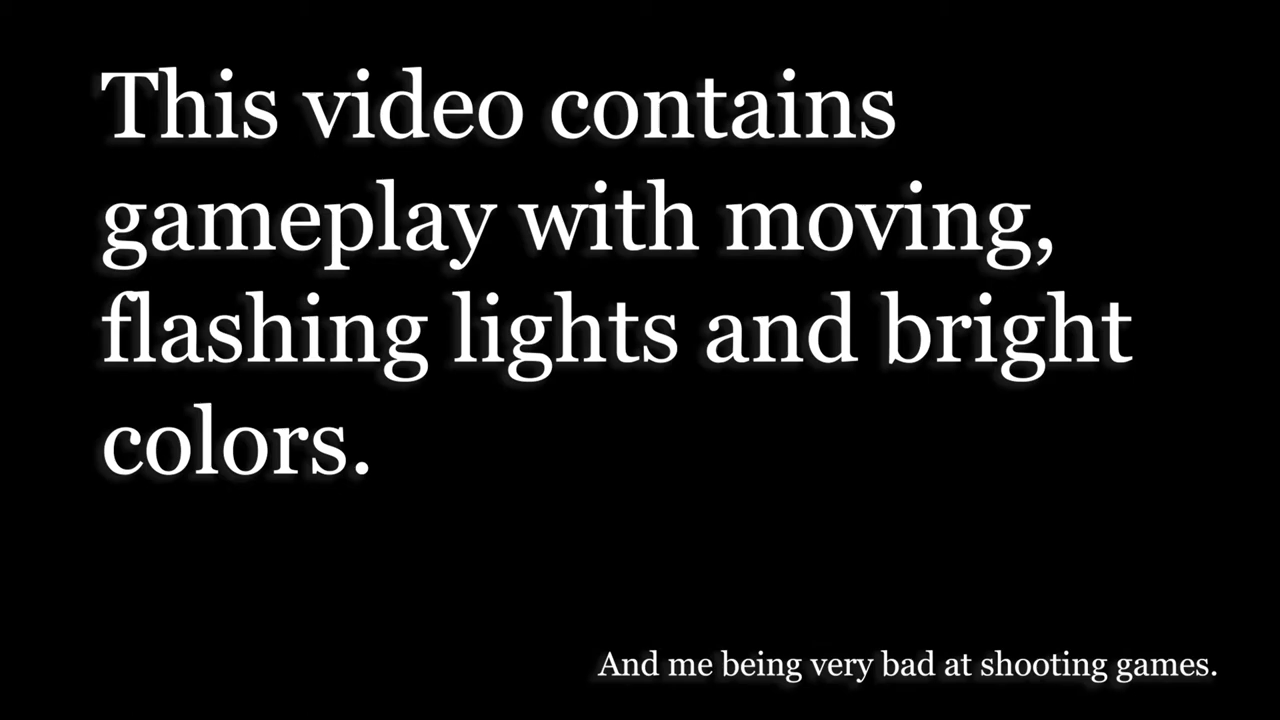 This video contains
gameplay with moving,
flashing lights and bright
colors.
And me being very bad at shooting games.